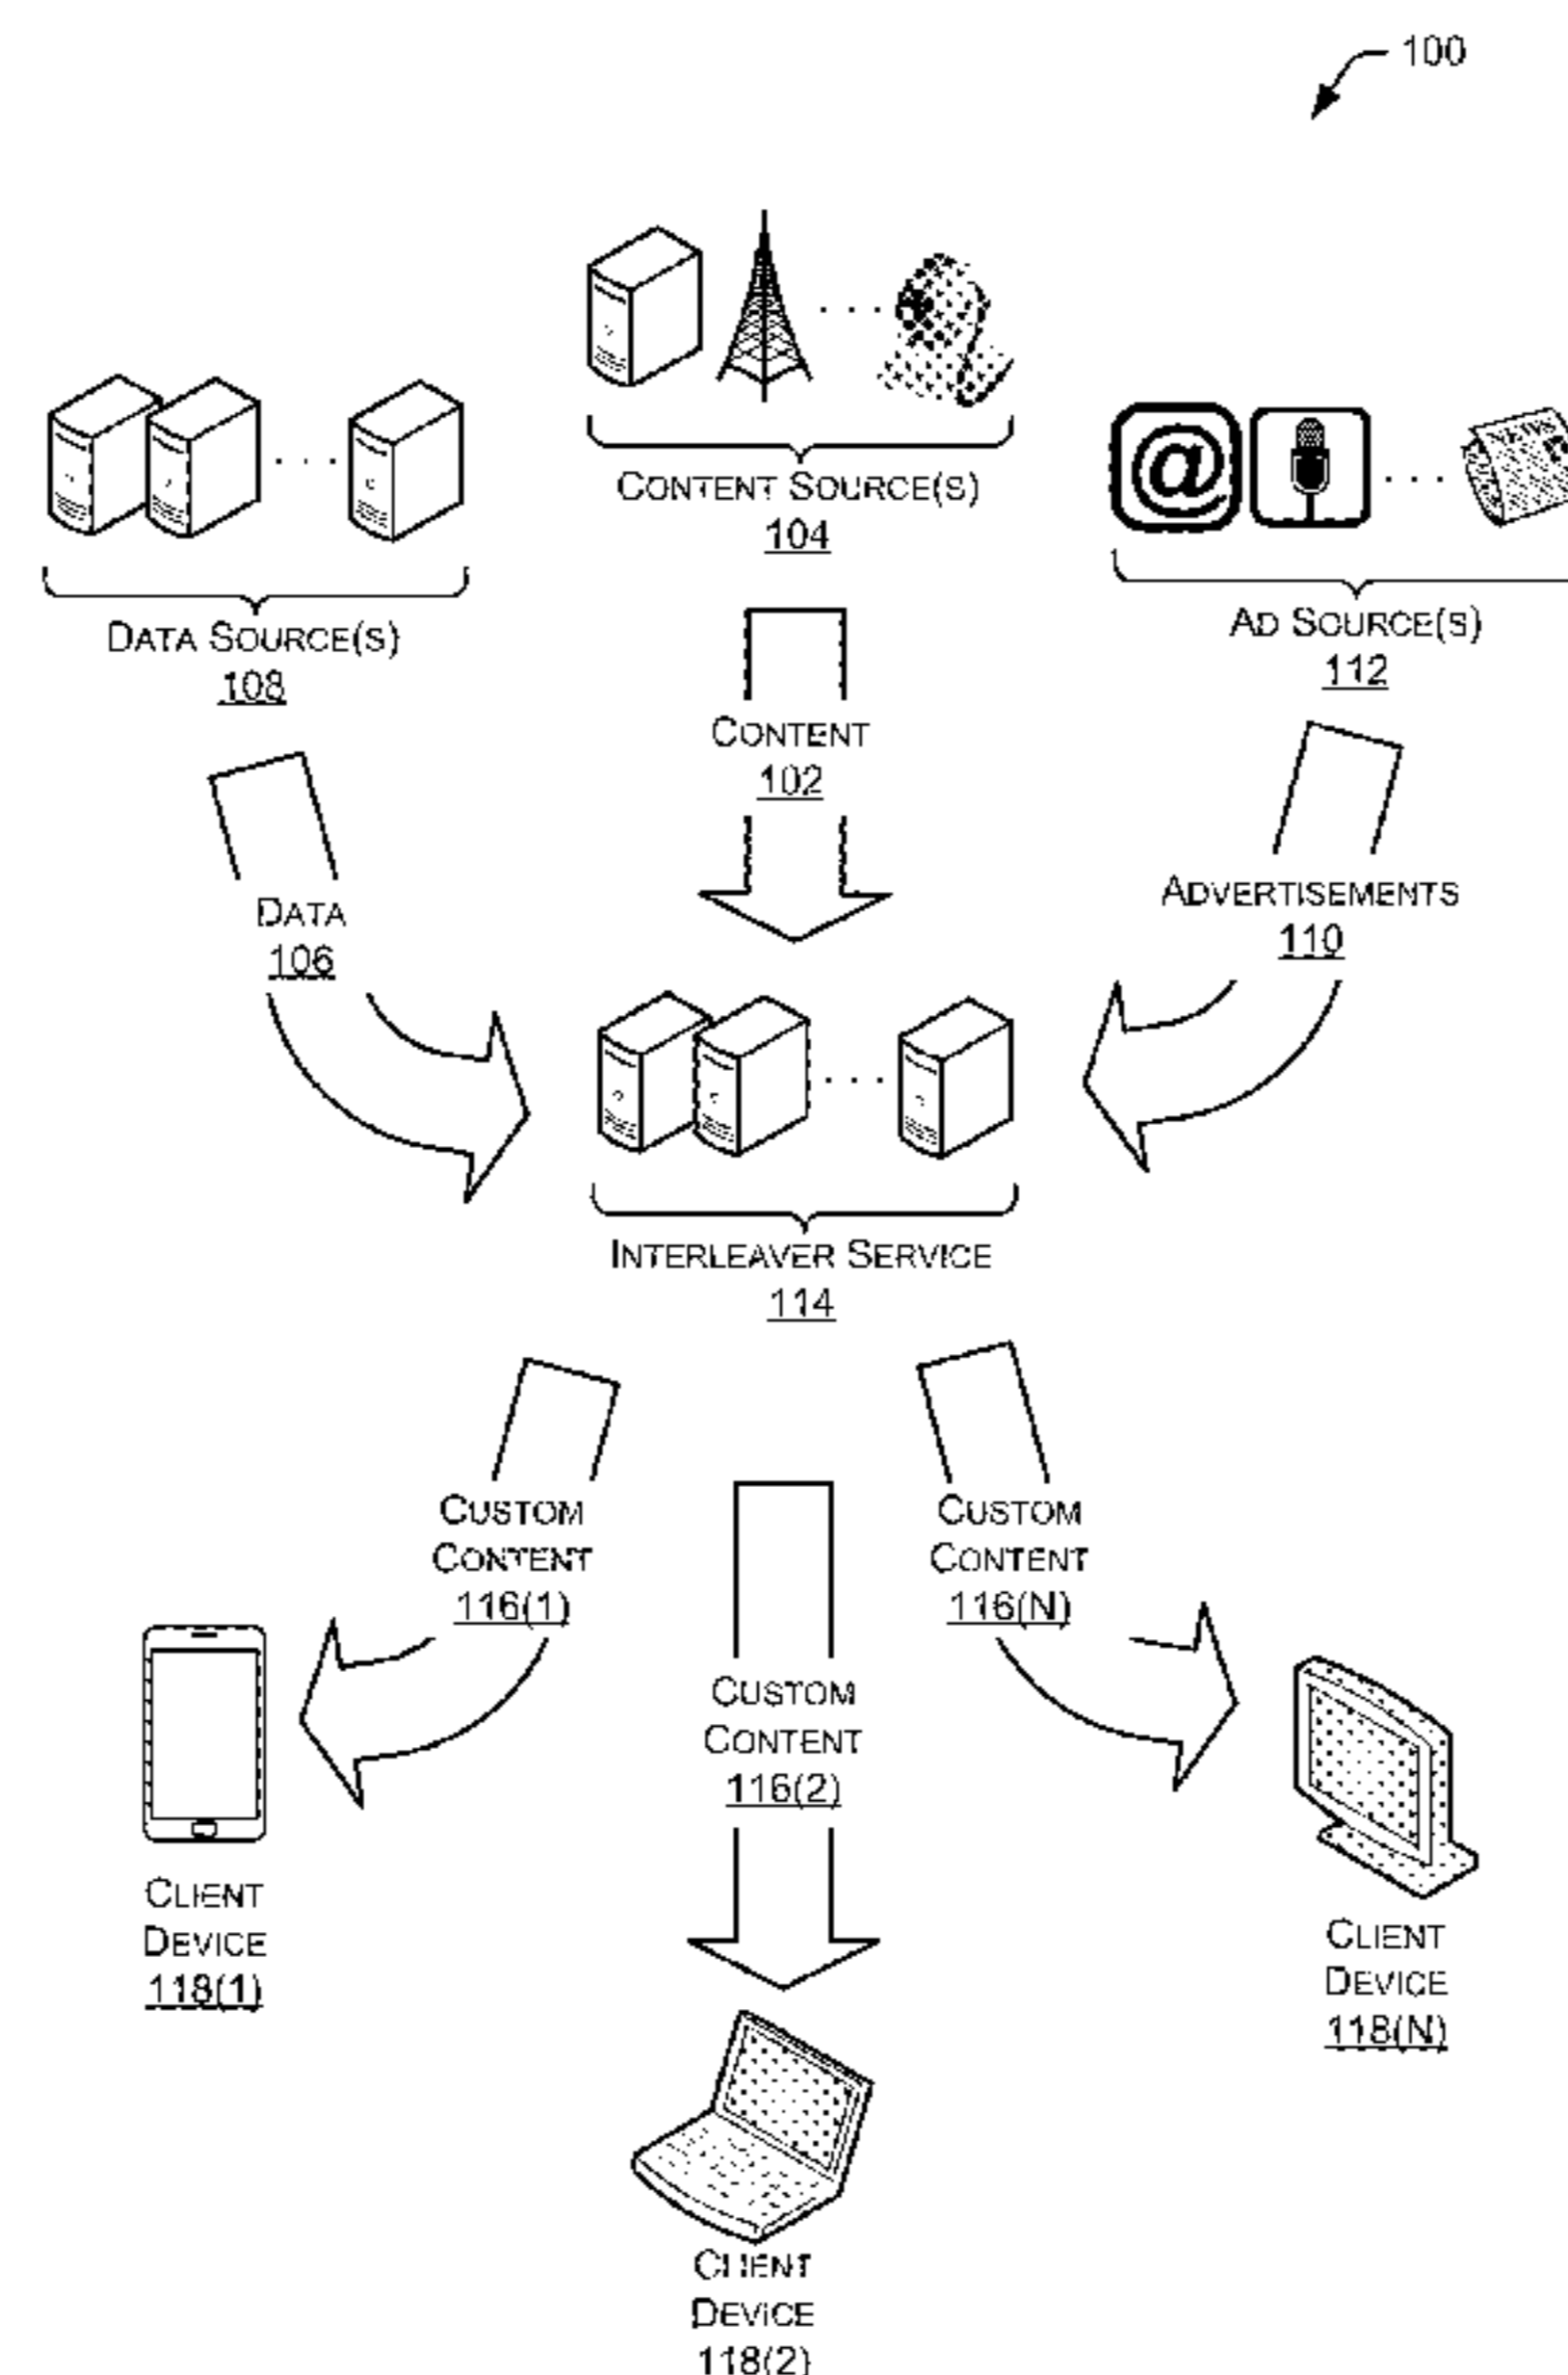 100
CONTENT SOURCE(S)
104
DATA SOURCE(S)
108
AD SOURCE(S)
112
CONTENT
102
DATA
106
ADVERTISEMENTS
110
INTERLEAVER SERVICE
114
CUSTOM
CONTENT
116(1)
CUSTOM
CONTENT
116(2)
CUSTOM
CONTENT
116(N)
CLIENT
DEVICE
118(1)
CLIENT
DEVICE
118(2)
CLIENT
DEVICE
118(N)